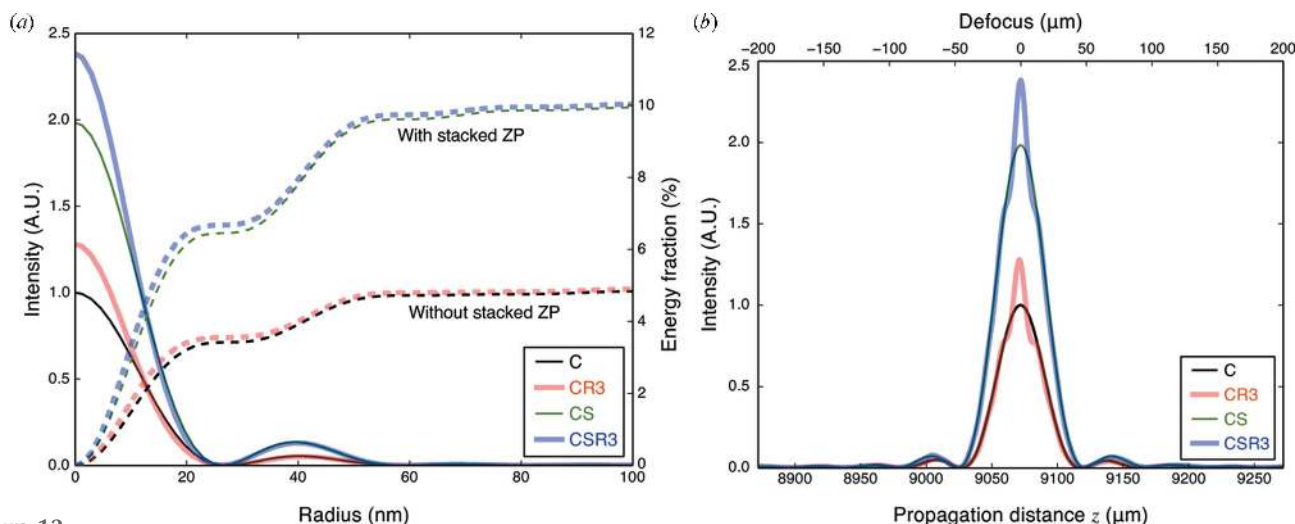 (a)
2.5
2.0
1.5
1.0
0.5
0.0
Intensity (A.U.)
12
10
8
6
4
2
0
Energy fraction (%)
With stacked ZP
Without stacked ZP
C
CR3
CS
CSR3
0 20 40 60 80 100
Radius (nm)
(b)
Defocus (μm)
−200 −150 −100 −50 0 50 100 150 200
2.5
2.0
1.5
1.0
0.5
0.0
Intensity (A.U.)
C
CR3
CS
CSR3
8900 8950 9000 9050 9100 9150 9200 9250
Propagation distance z (μm)